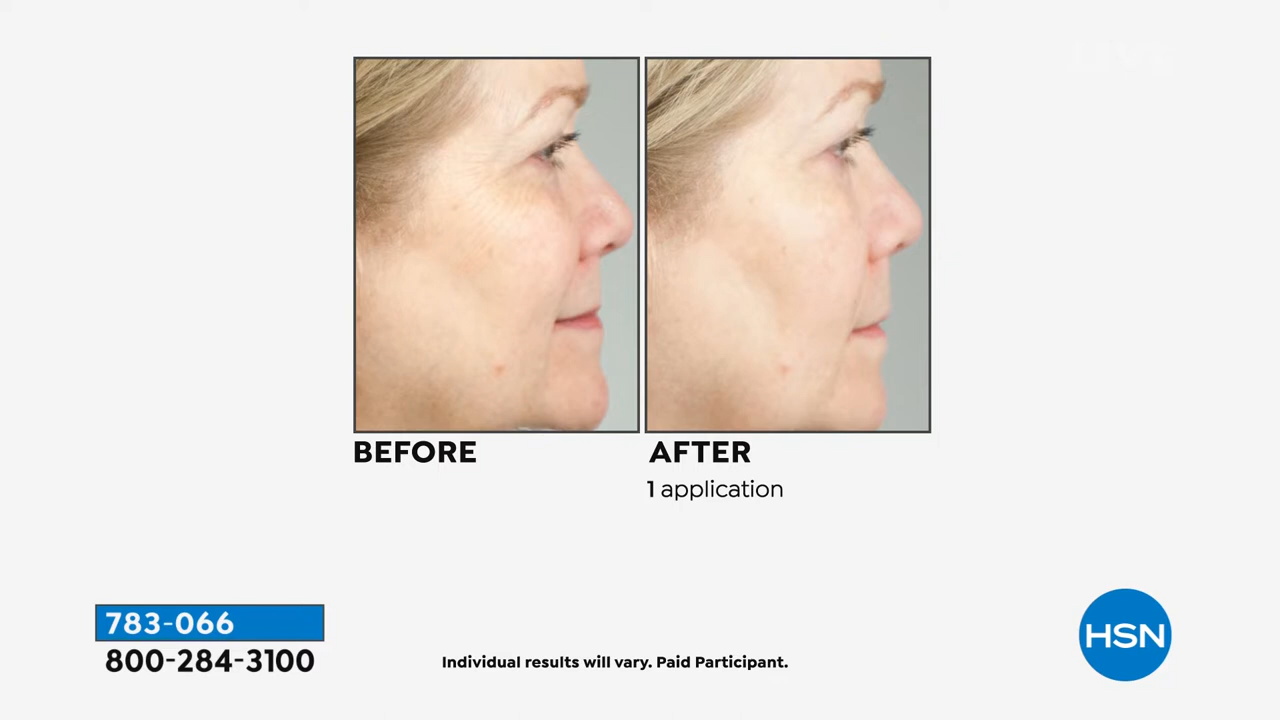 BEFORE
AFTER
1 application
783-066
800-284-3100
Individual results will vary. Paid Participant.
HSN